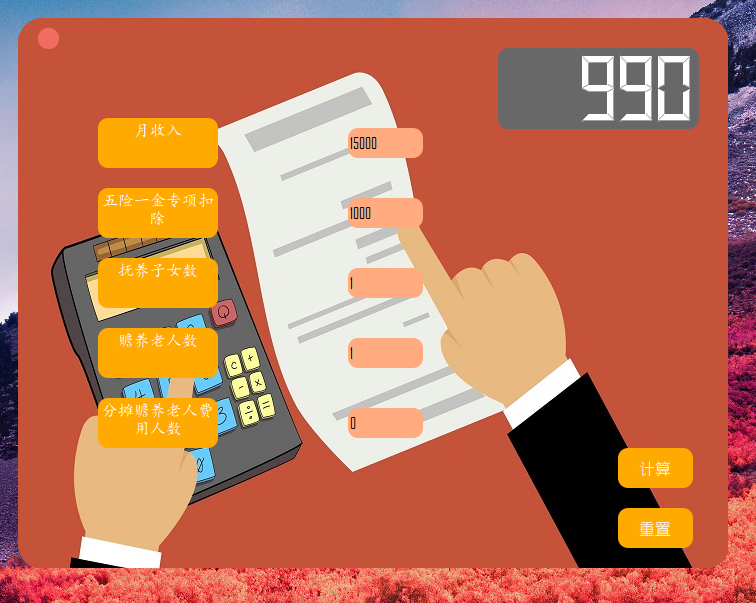 990
月收入
15000
五险一金专项扣
除
1000
抚养子女数
1
赡养老人数
1
分摊赡养老人费
用人数
0
计算
重置